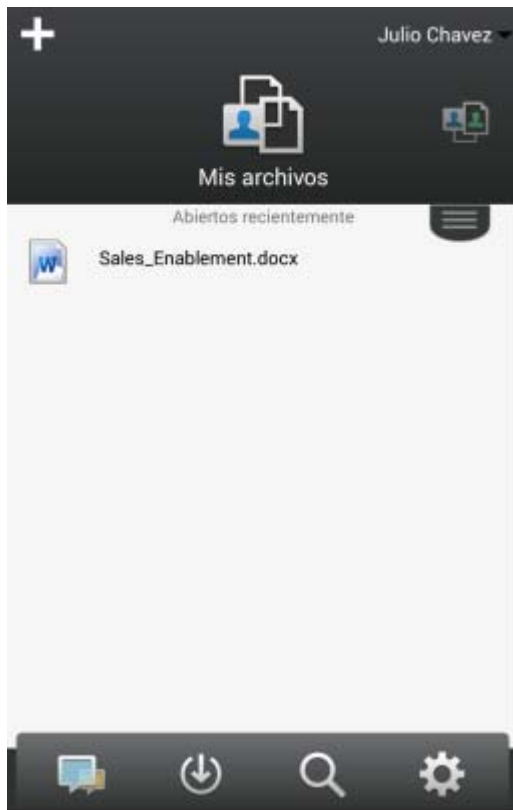 Julio Chavez
Mis archivos
Abiertos recientemente
Sales_Enablement.docx